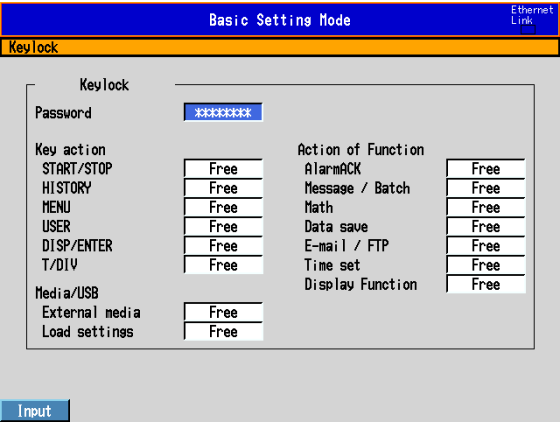 Basic Setting Mode
Ethernet
Link
Keylock
Keylock
Password ********
Key action
START/STOP Free
HISTORY Free
MENU Free
USER Free
DISP/ENTER Free
T/DIV Free
Media/USB
External media Free
Load settings Free
Action of Function
AlarmACK Free
Message / Batch Free
Math Free
Data save Free
E-mail / FTP Free
Time set Free
Display Function Free
Input